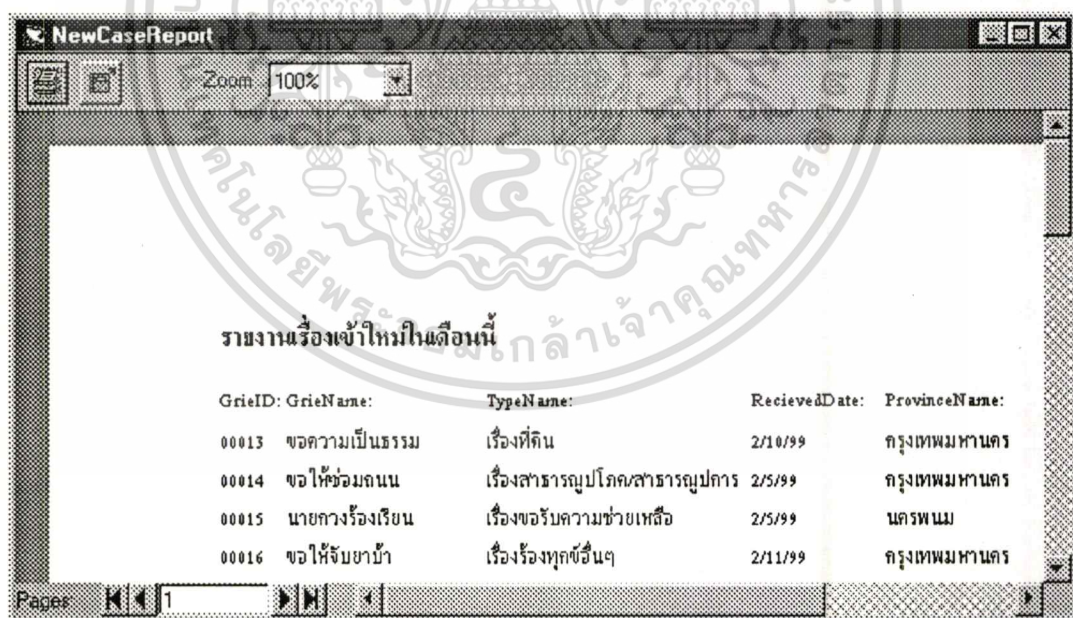 NewCaseReport
Zoom 100%
รายงานเรื่องเข้าใหม่ในเดือนนี้
GrieID: GrieName: TypeName: RecievedDate: ProvinceName:
00013 ขอความเป็นธรรม เรื่องที่ดิน 2/10/99 กรุงเทพมหานคร
00014 ขอให้ซ่อมถนน เรื่องสาธารณูปโภค/สาธารณูปการ 2/5/99 กรุงเทพมหานคร
00015 นายกวงร้องเรียน เรื่องขอรับความช่วยเหลือ 2/5/99 นครพนม
00016 ขอให้จับยาบ้า เรื่องร้องทุกข์อื่นๆ 2/11/99 กรุงเทพมหานคร
Pages: 1